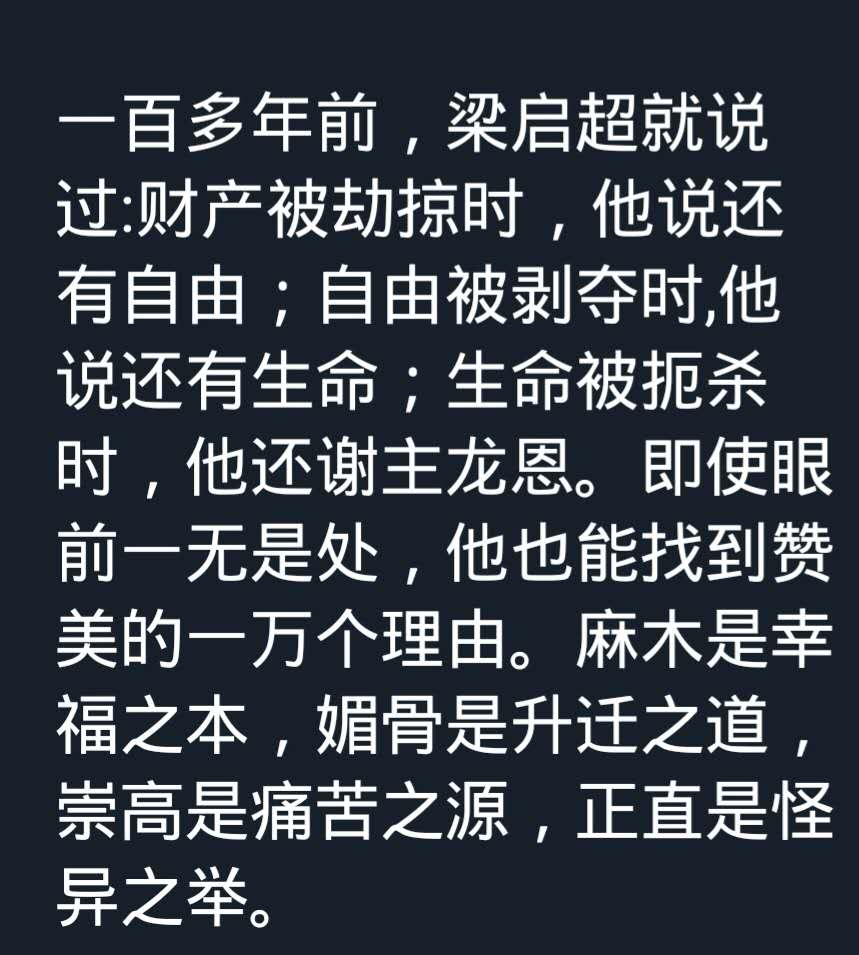 一百多年前，梁启超就说
过:财产被劫掠时，他说还
有自由；自由被剥夺时,他
说还有生命；生命被扼杀
时，他还谢主龙恩。即使眼
前一无是处，他也能找到赞
美的一万个理由。麻木是幸
福之本，媚骨是升迁之道，
崇高是痛苦之源，正直是怪
异之举。